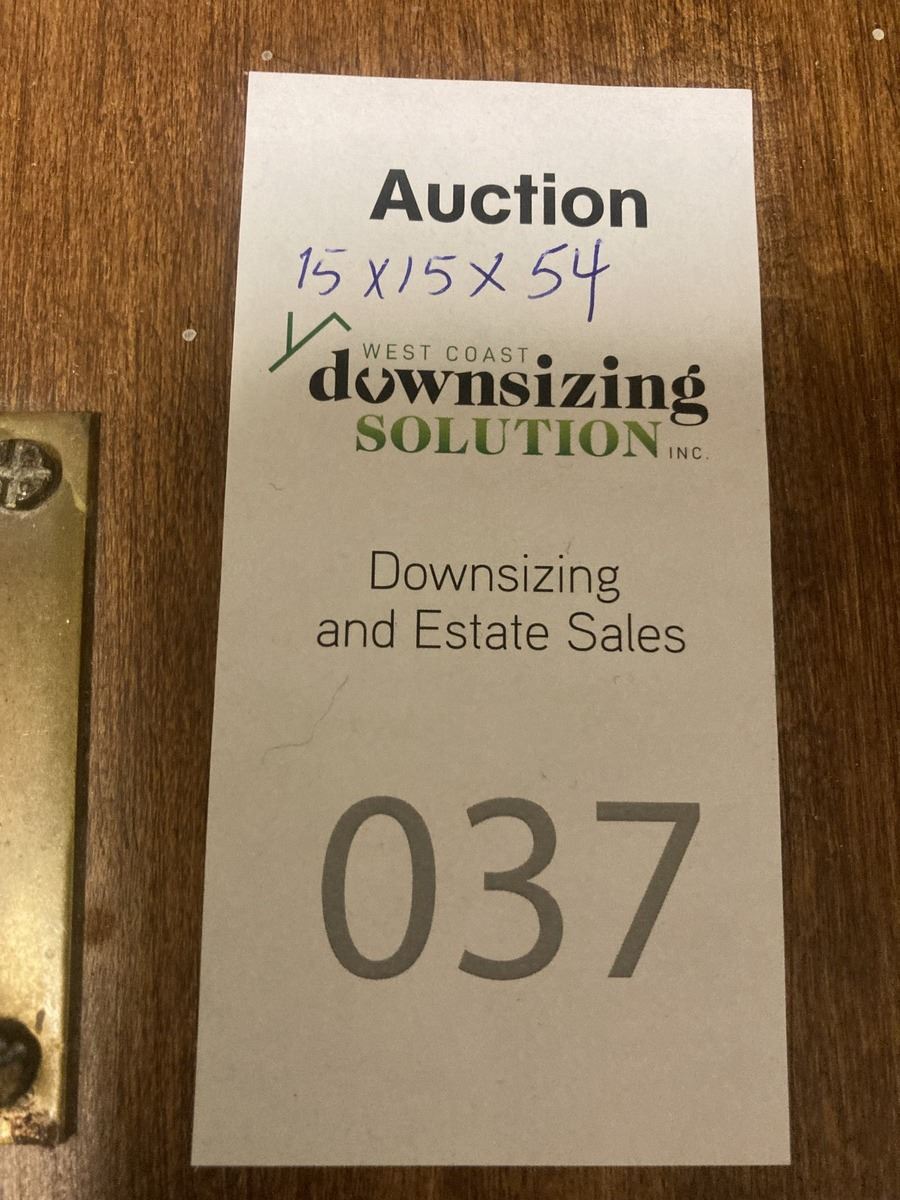 Auction
15 x 15 x 54
WEST COAST
downsizing
SOLUTION INC.
Downsizing
and Estate Sales
037